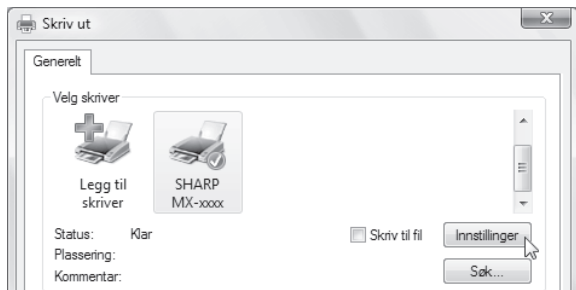 Skriv ut
Generelt
Velg skriver
Legg til
skriver
SHARP
MX-xxxx
Status: Klar
Skriv til fil
Innstillinger
Plassering:
Kommentar:
Søk...